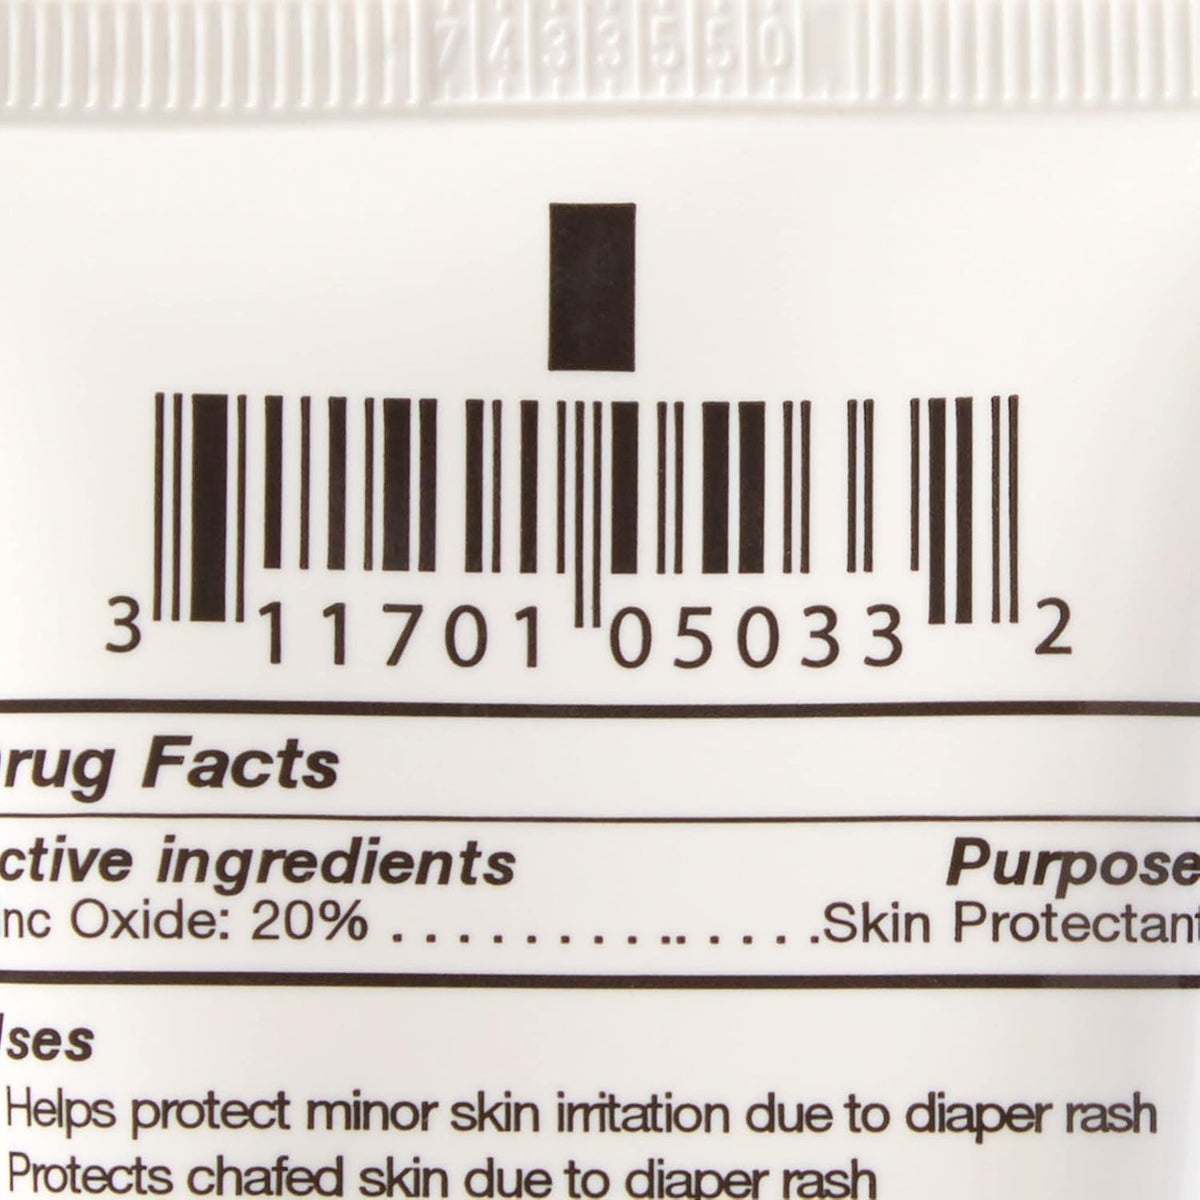 7433550
3 11701 05033 2
rug Facts
ctive ingredients Purpose
nc Oxide: 20% . . . . . . . . . .. . . . . .Skin Protectant
ses
Helps protect minor skin irritation due to diaper rash
Protects chafed skin due to diaper rash